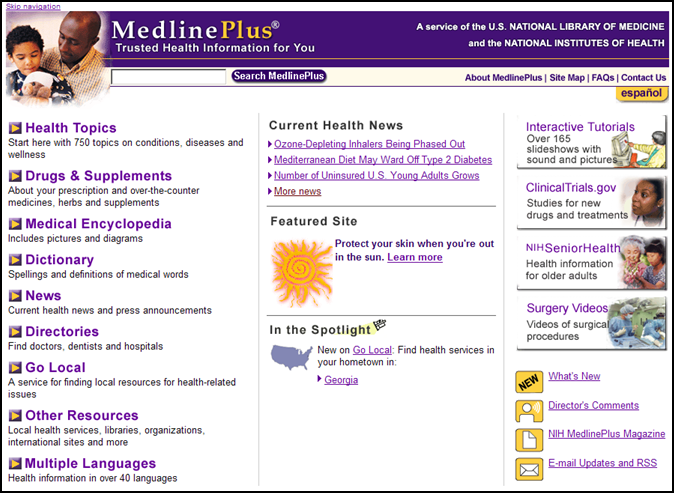 Skip navigation
MedlinePlus®
Trusted Health Information for You
A service of the U.S. NATIONAL LIBRARY OF MEDICINE
and the NATIONAL INSTITUTES OF HEALTH
Search MedlinePlus
About MedlinePlus | Site Map | FAQs | Contact Us
español
Health Topics
Start here with 750 topics on conditions, diseases and
wellness
Drugs & Supplements
About your prescription and over-the-counter
medicines, herbs and supplements
Medical Encyclopedia
Includes pictures and diagrams
Dictionary
Spellings and definitions of medical words
News
Current health news and press announcements
Directories
Find doctors, dentists and hospitals
Go Local
A service for finding local resources for health-related
issues
Other Resources
Local health services, libraries, organizations,
international sites and more
Multiple Languages
Health information in over 40 languages
Current Health News
Ozone-Depleting Inhalers Being Phased Out
Mediterranean Diet May Ward Off Type 2 Diabetes
Number of Uninsured U.S. Young Adults Grows
More news
Featured Site
Protect your skin when you're out
in the sun. Learn more
In the Spotlight
New on Go Local: Find health services in
your hometown in:
Georgia
Interactive Tutorials
Over 165
slideshows with
sound and pictures
ClinicalTrials.gov
Studies for new
drugs and treatments
NIHSeniorHealth
Health information
for older adults
Surgery Videos
Videos of surgical
procedures
NEW
What's New
Director's Comments
NIH MedlinePlus Magazine
E-mail Updates and RSS